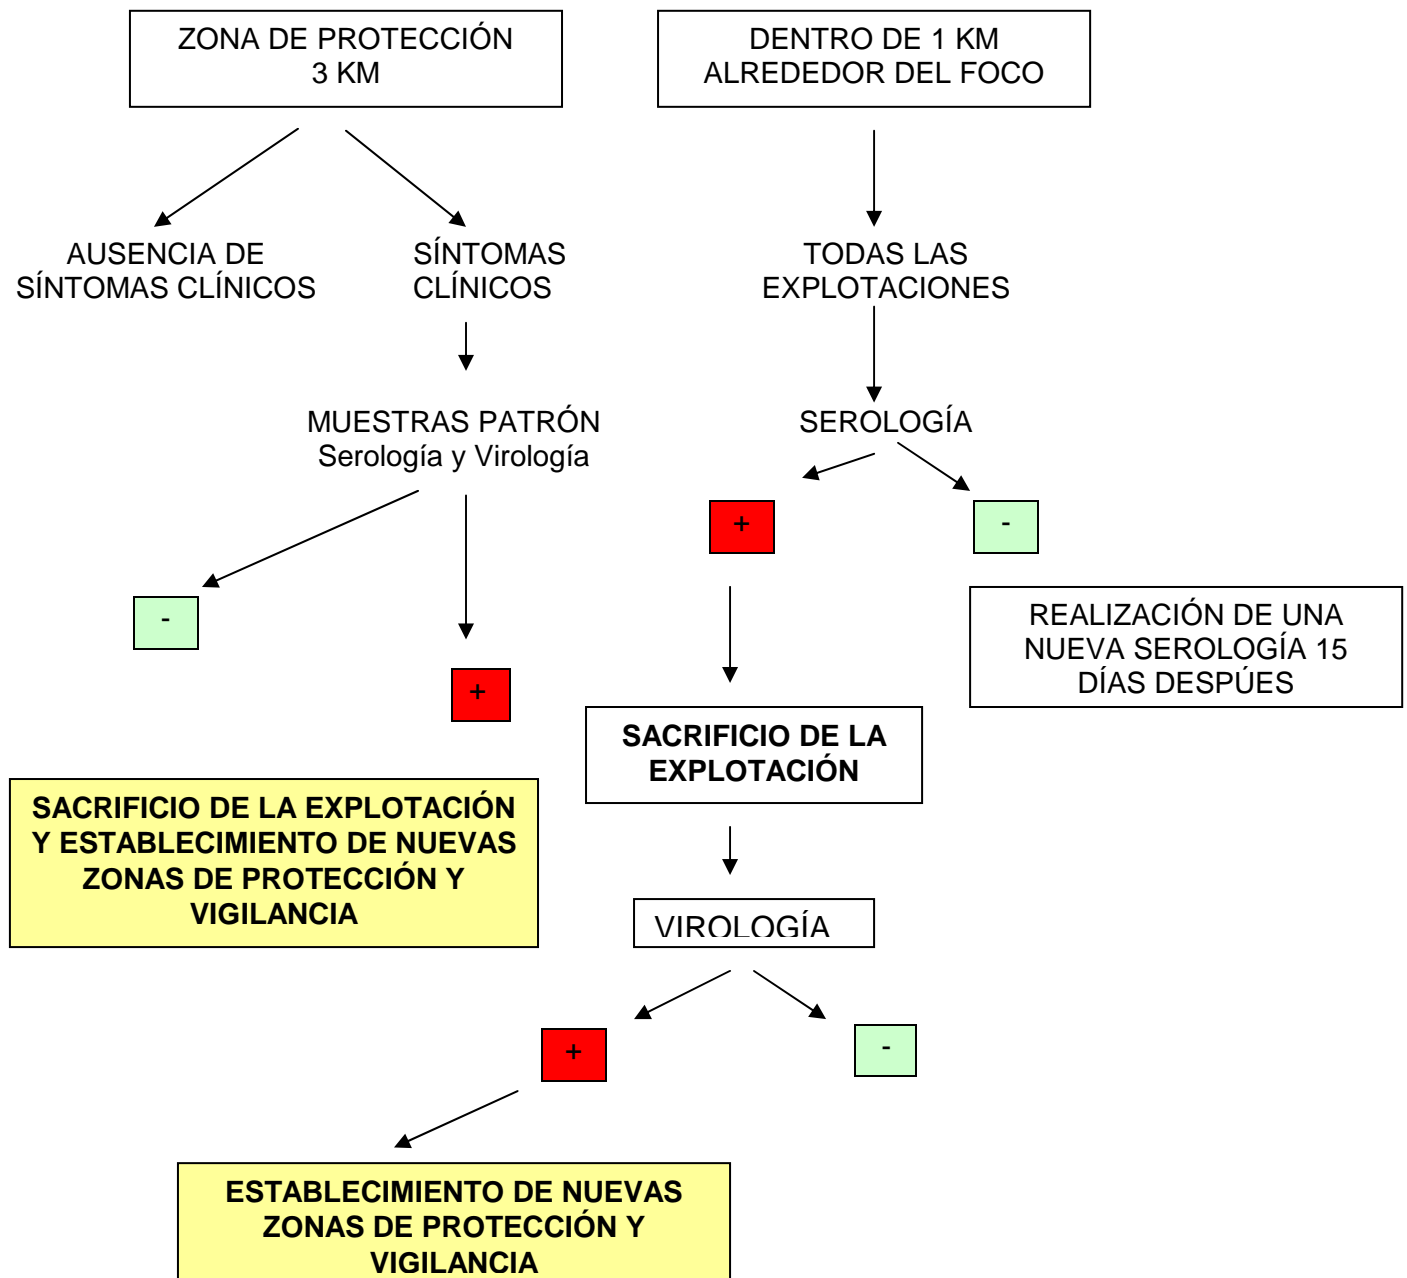 ZONA DE PROTECCIÓN
3 KM
DENTRO DE 1 KM
ALREDEDOR DEL FOCO
AUSENCIA DE
SÍNTOMAS CLÍNICOS
SÍNTOMAS
CLÍNICOS
TODAS LAS
EXPLOTACIONES
MUESTRAS PATRÓN
Serología y Virología
SEROLOGÍA
+
-
-
+
REALIZACIÓN DE UNA
NUEVA SEROLOGÍA 15
DÍAS DESPÚES
SACRIFICIO DE LA
EXPLOTACIÓN
SACRIFICIO DE LA EXPLOTACIÓN
Y ESTABLECIMIENTO DE NUEVAS
ZONAS DE PROTECCIÓN Y
VIGILANCIA
VIROLOGÍA
+
-
ESTABLECIMIENTO DE NUEVAS
ZONAS DE PROTECCIÓN Y
VIGILANCIA